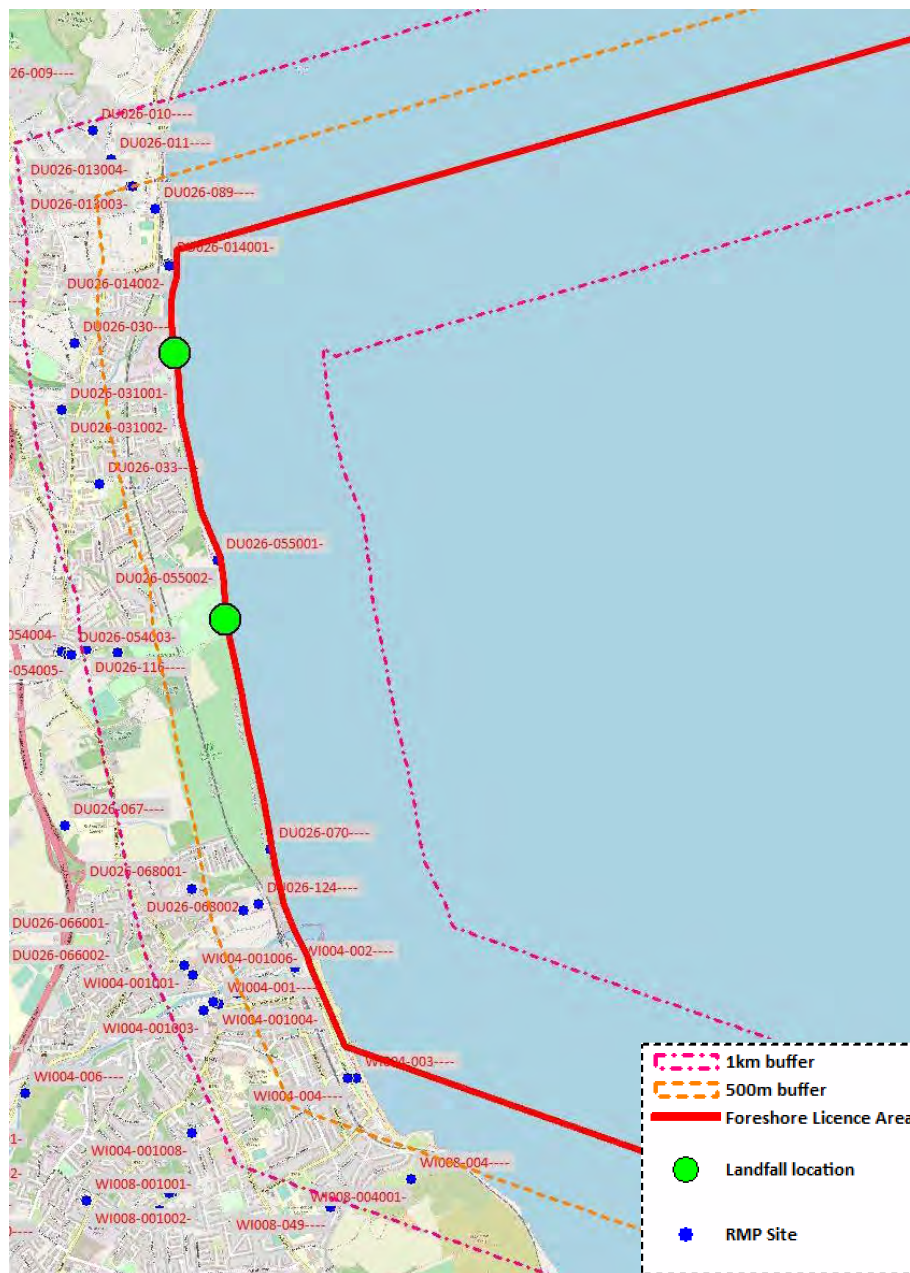 26-009----
DU026-010----
DU026-011----
DU026-013004-
DU026-013003-
DU026-089----
DU026-014001-
DU026-014002-
DU026-030----
DU026-031001-
DU026-031002-
DU026-033----
DU026-055001-
DU026-055002-
054004-
DU026-054003-
-054005-
DU026-116----
DU026-067----
DU026-070----
DU026-068001-
DU026-124----
DU026-068002
DU026-066001-
DU026-066002-
WI004-002----
WI004-001006-
WI004-001001-
WI004-001----
WI004-001003-
WI004-001004-
WI004-003----
WI004-006----
WI004-004----
WI004-001008-
WI008-004----
WI008-001001-
WI008-004001-
WI008-001002-
WI008-049----
1km buffer
500m buffer
Foreshore Licence Area
Landfall location
RMP Site